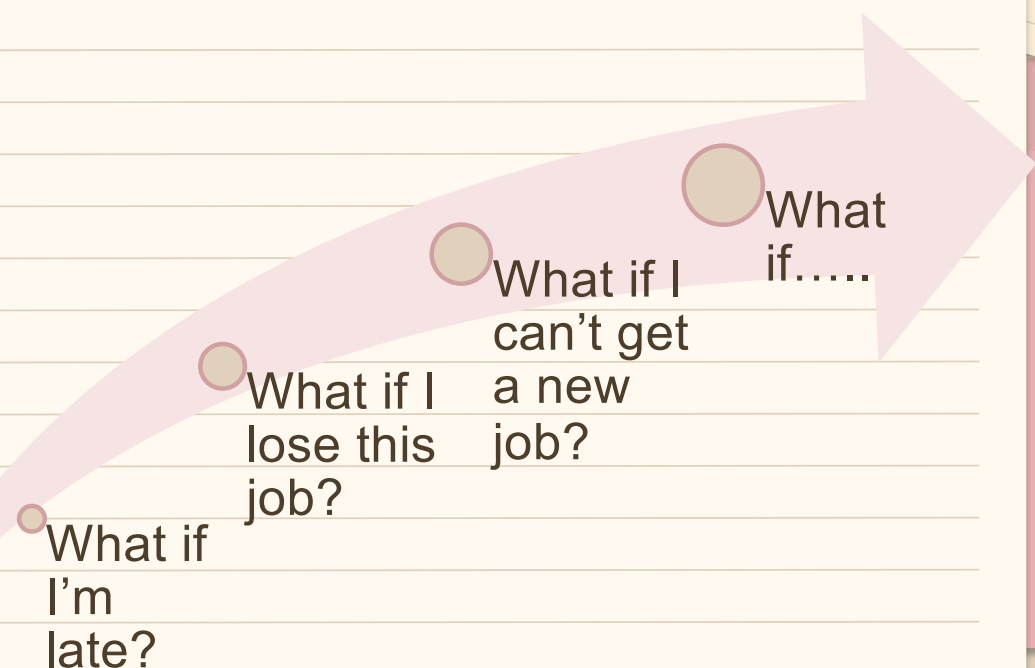 What if
I’m
late?
What if I
lose this
job?
What if I
can’t get
a new
job?
What
if…..